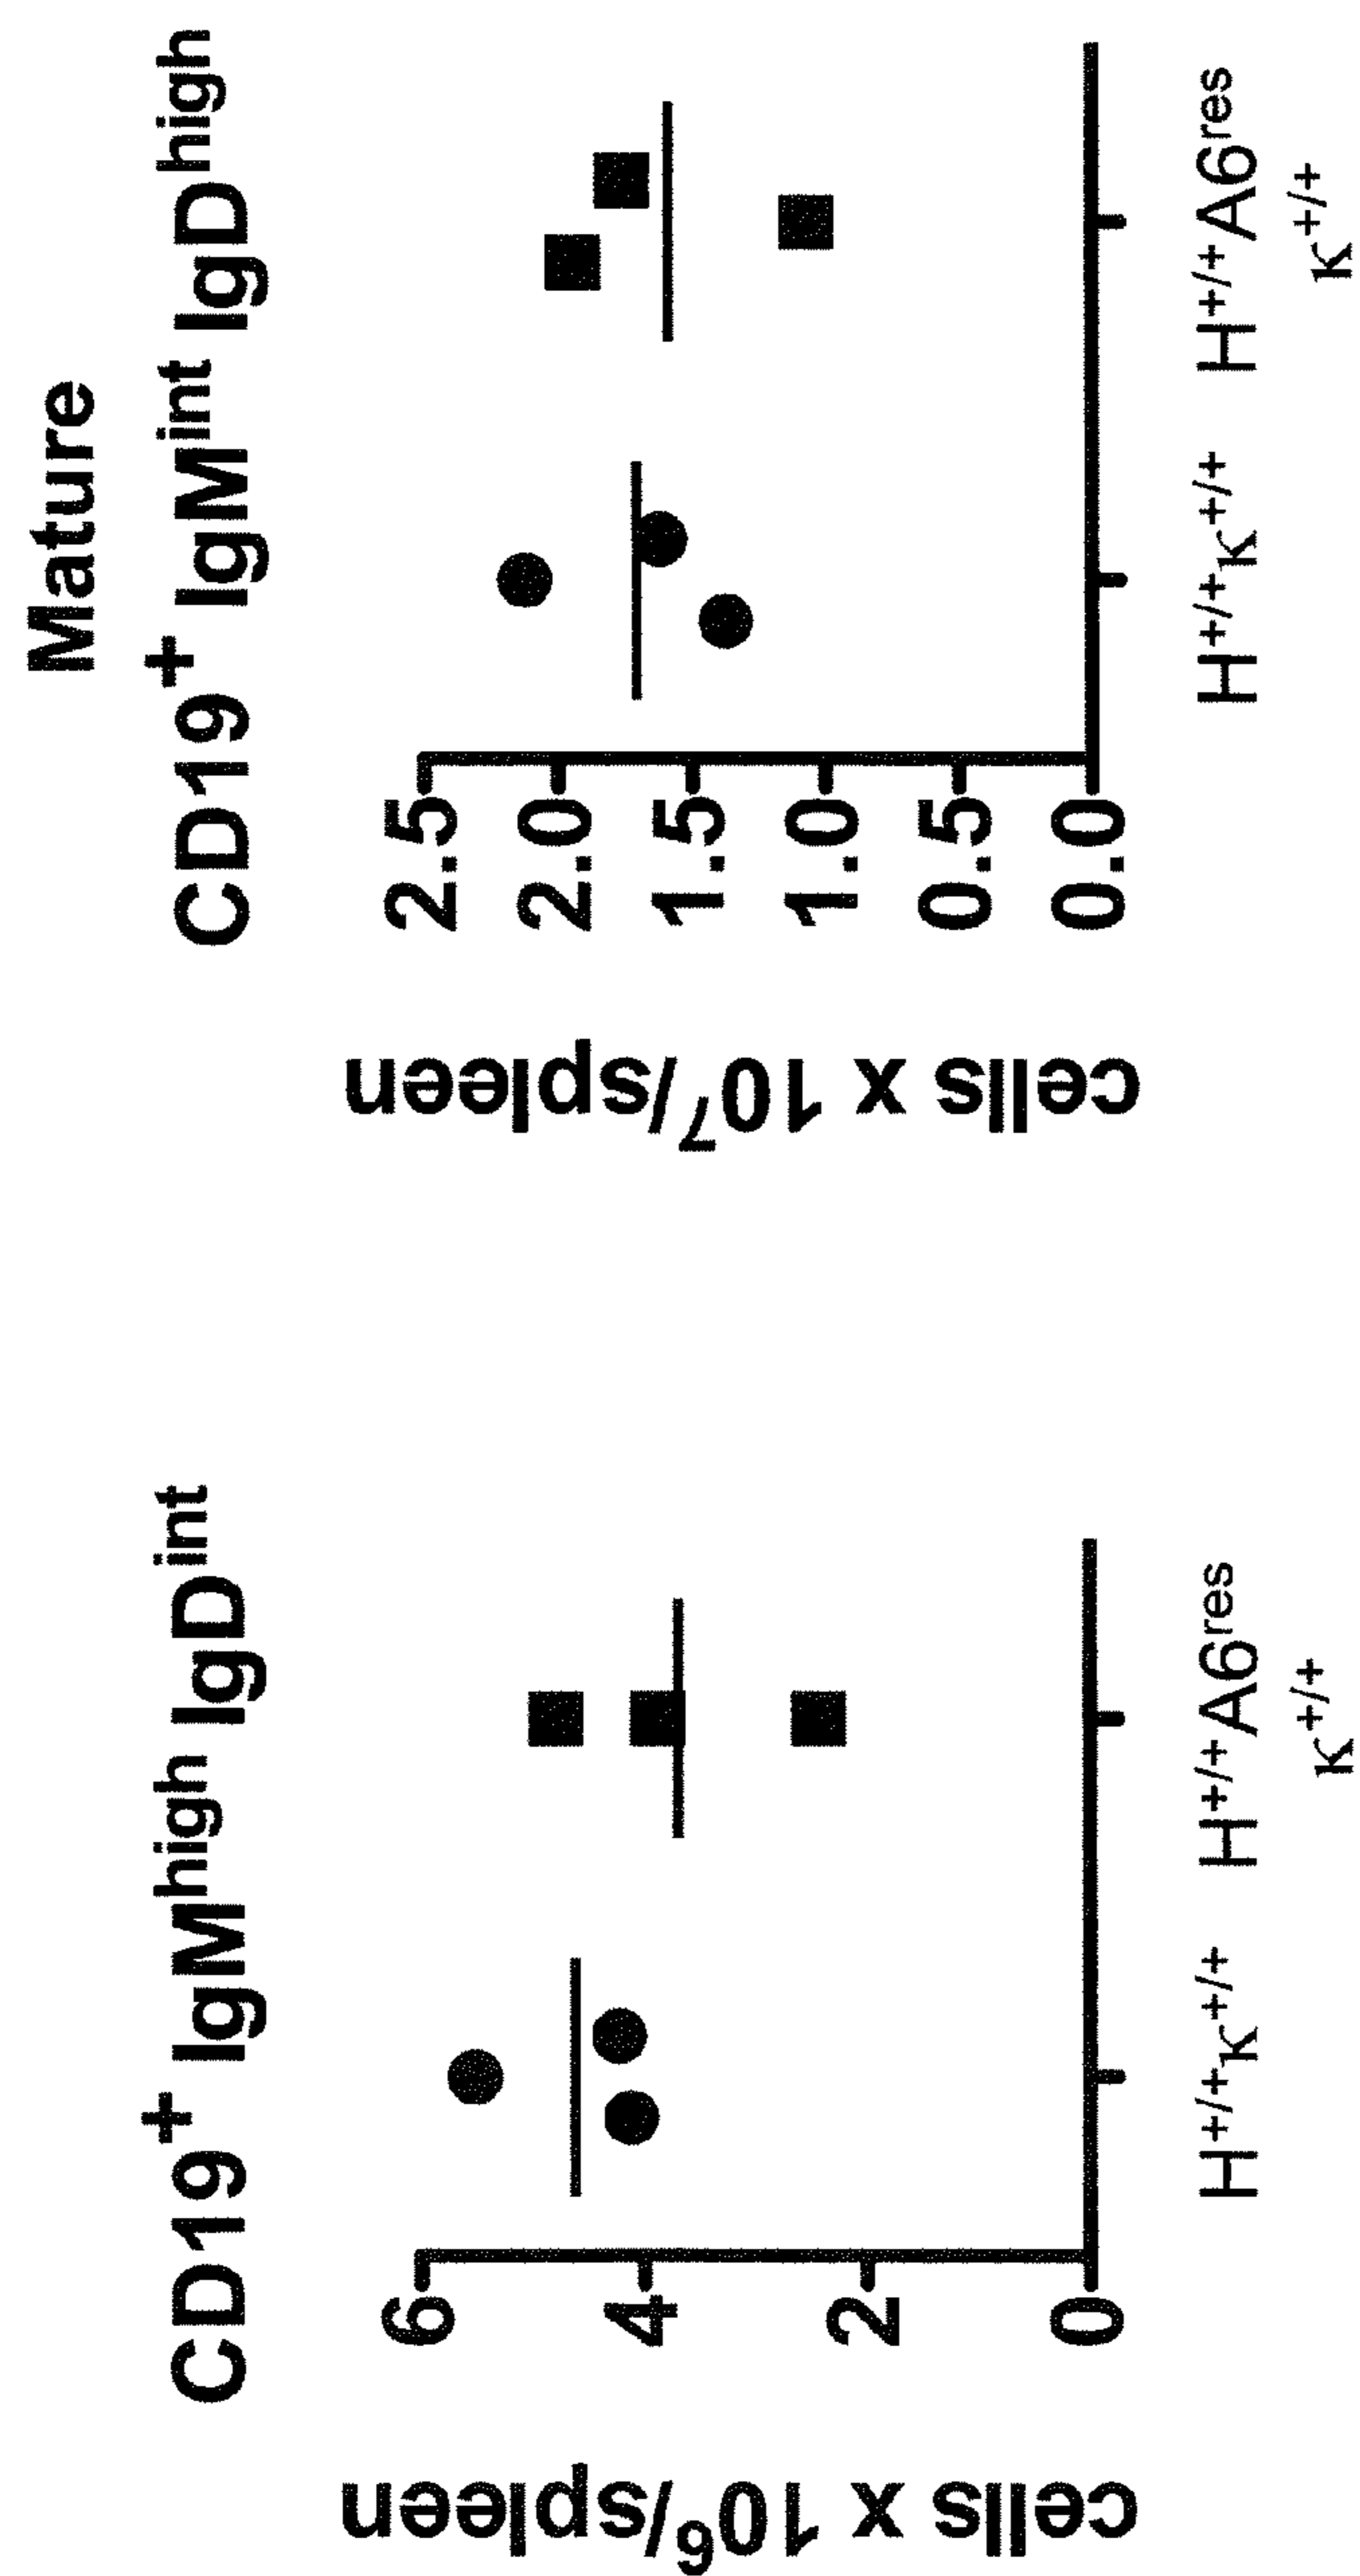 CD19⁺ IgMʰⁱᵍʰ IgDⁱⁿᵗ
cells x 10⁶/spleen
6
4
2
0
H⁺/⁺κ⁺/⁺
H⁺/⁺A6ʳᵉˢ
κ⁺/⁺
Mature
CD19⁺ IgMⁱⁿᵗ IgDʰⁱᵍʰ
cells x 10⁷/spleen
2.5
2.0
1.5
1.0
0.5
0.0
H⁺/⁺κ⁺/⁺
H⁺/⁺A6ʳᵉˢ
κ⁺/⁺